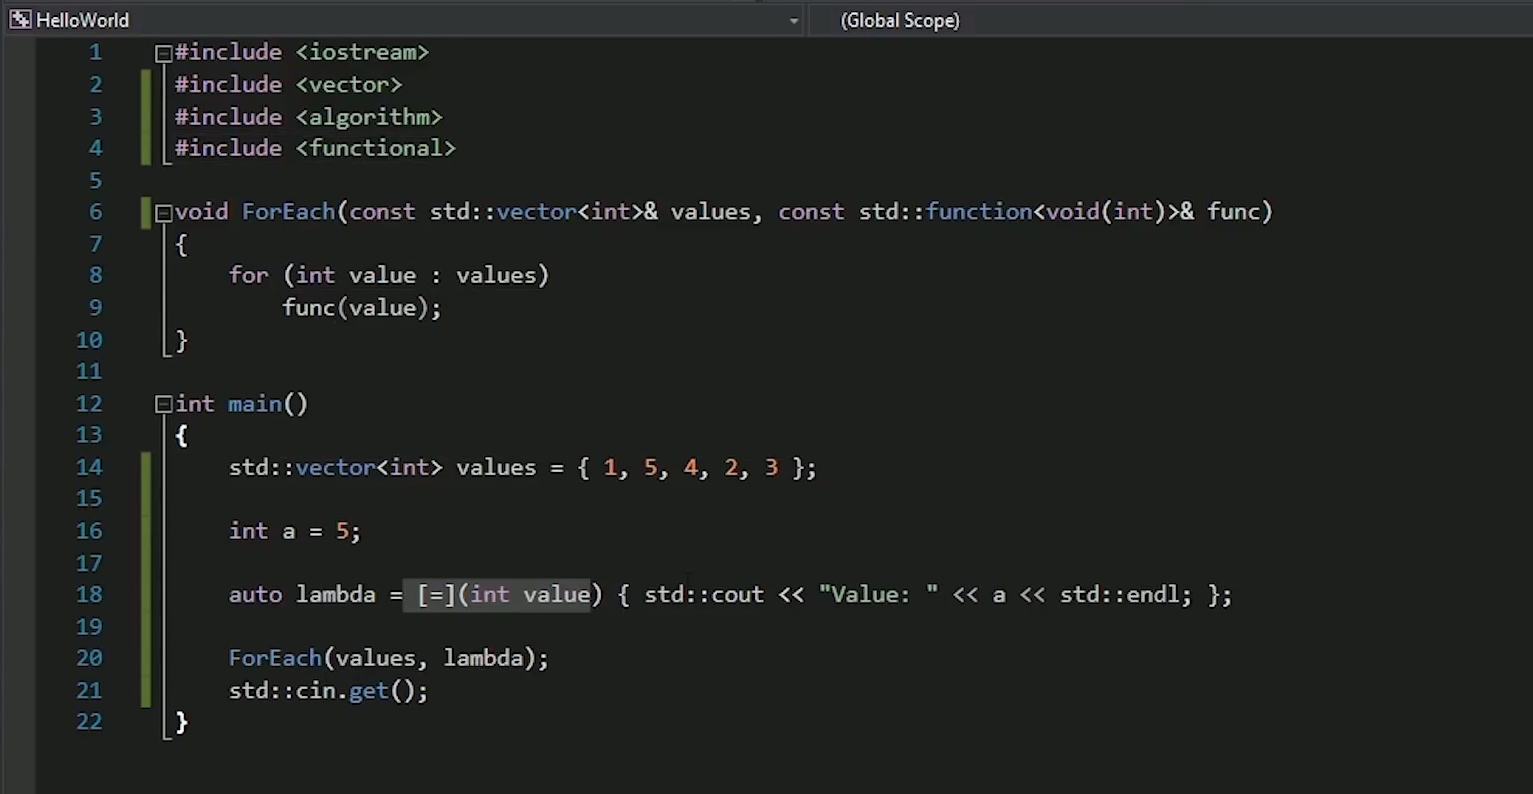 HelloWorld (Global Scope)
1 #include <iostream>
2 #include <vector>
3 #include <algorithm>
4 #include <functional>
5
6 void ForEach(const std::vector<int>& values, const std::function<void(int)>& func)
7 {
8     for (int value : values)
9         func(value);
10 }
11
12 int main()
13 {
14     std::vector<int> values = { 1, 5, 4, 2, 3 };
15
16     int a = 5;
17
18     auto lambda = [=](int value) { std::cout << "Value: " << a << std::endl; };
19
20     ForEach(values, lambda);
21     std::cin.get();
22 }